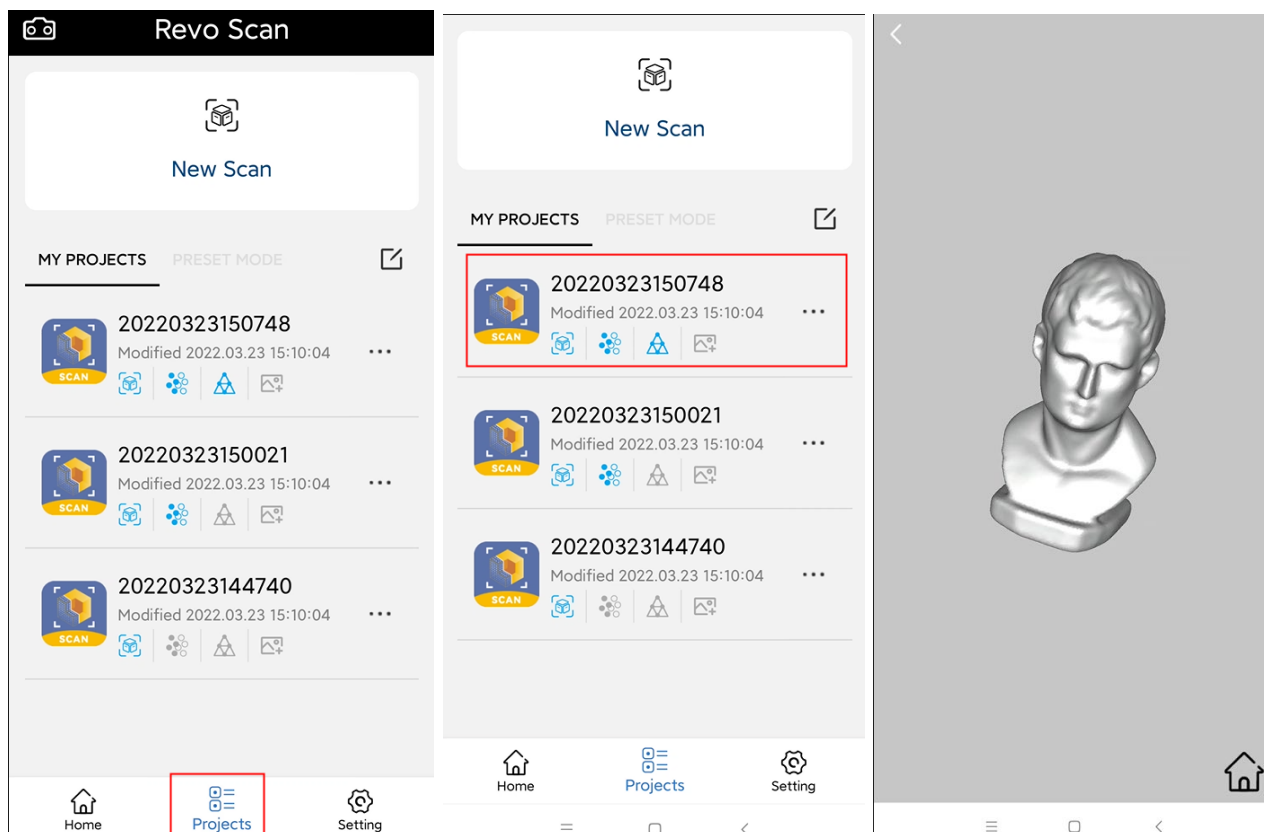 Revo Scan
New Scan
MY PROJECTS PRESET MODE
20220323150748
Modified 2022.03.23 15:10:04
SCAN
20220323150021
Modified 2022.03.23 15:10:04
SCAN
20220323144740
Modified 2022.03.23 15:10:04
SCAN
Home Projects Setting
New Scan
MY PROJECTS PRESET MODE
20220323150748
Modified 2022.03.23 15:10:04
SCAN
20220323150021
Modified 2022.03.23 15:10:04
SCAN
20220323144740
Modified 2022.03.23 15:10:04
SCAN
Home Projects Setting